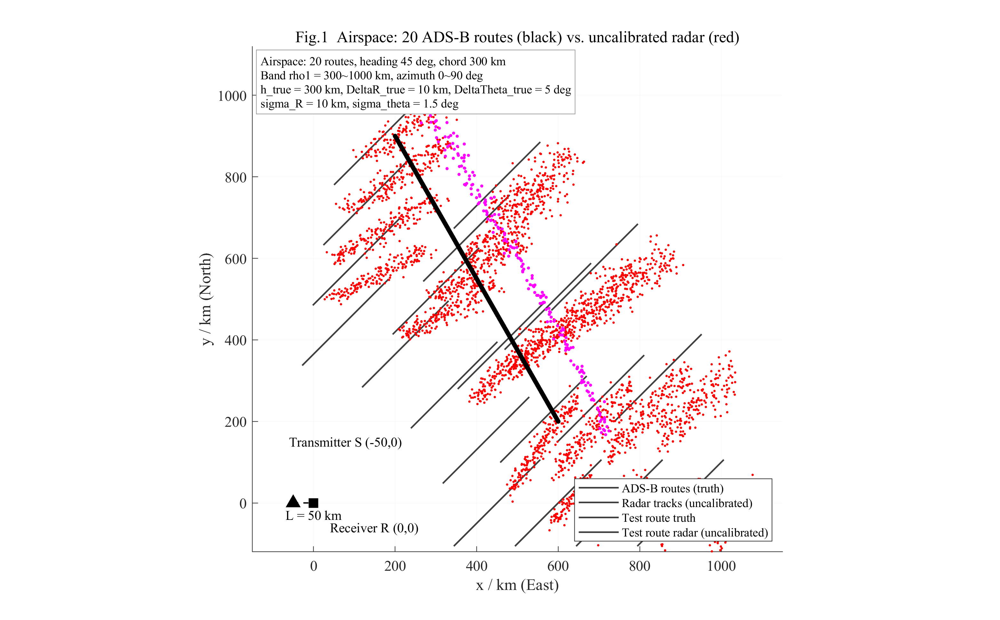 Fig.1  Airspace: 20 ADS-B routes (black) vs. uncalibrated radar (red)
Airspace: 20 routes, heading 45 deg, chord 300 km
Band rho1 = 300~1000 km, azimuth 0~90 deg
h_true = 300 km, DeltaR_true = 10 km, DeltaTheta_true = 5 deg
sigma_R = 10 km, sigma_theta = 1.5 deg
y / km (North)
1000
800
600
400
200
0
Transmitter S (-50,0)
L = 50 km
Receiver R (0,0)
ADS-B routes (truth)
Radar tracks (uncalibrated)
Test route truth
Test route radar (uncalibrated)
0 200 400 600 800 1000
x / km (East)